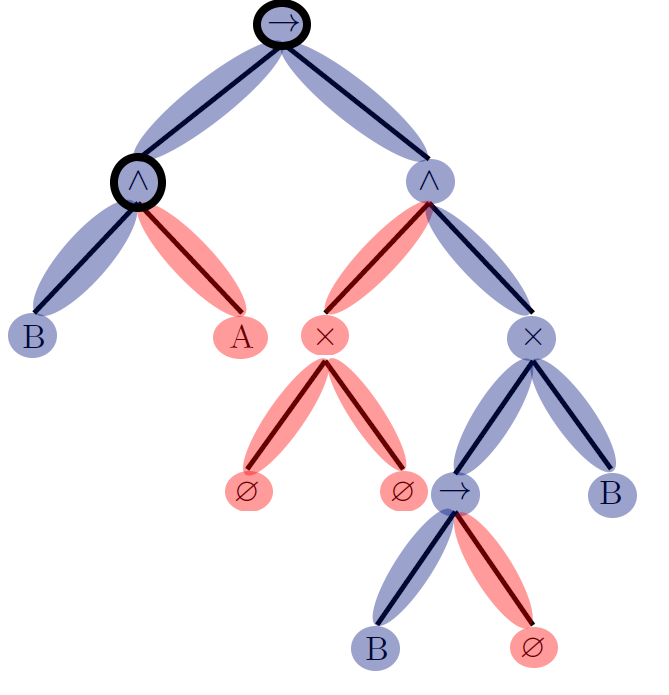 →
∧ ∧
B A × ×
∅ ∅ → B
B ∅